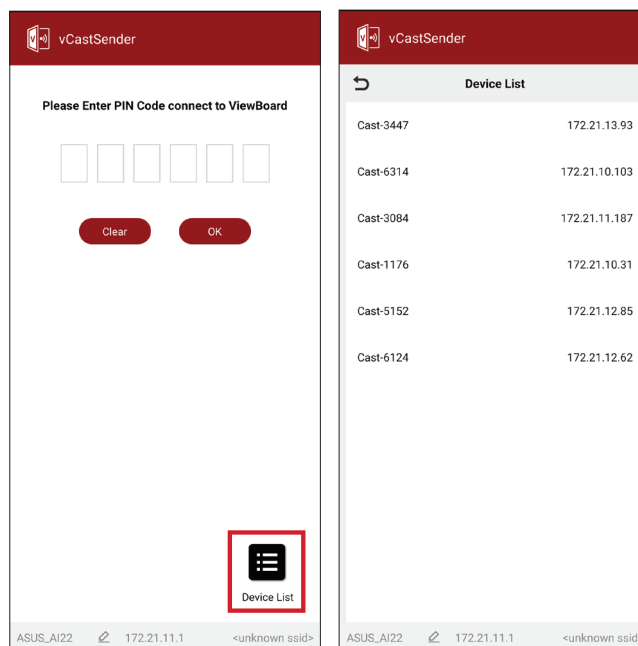 vCastSender
Please Enter PIN Code connect to ViewBoard
Clear OK
Device List
ASUS_AI22 172.21.11.1 <unknown ssid>
vCastSender
Device List
Cast-3447 172.21.13.93
Cast-6314 172.21.10.103
Cast-3084 172.21.11.187
Cast-1176 172.21.10.31
Cast-5152 172.21.12.85
Cast-6124 172.21.12.62
ASUS_AI22 172.21.11.1 <unknown ssid